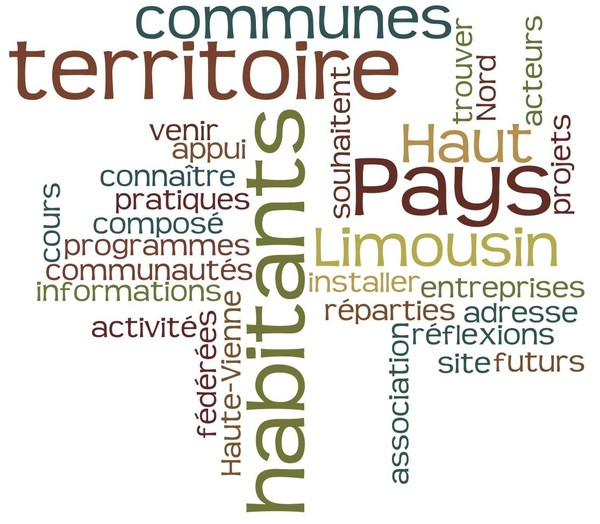 communes
territoire
trouver
Nord
acteurs
souhaitent
venir
appui
Haut
projets
connaître
pratiques
Pays
habitants
cours
composé
programmes
Limousin
communautés
informations
installer
entreprises
réparties
adresse
activité
réflexions
fédérées
Haute-Vienne
association
site
futurs